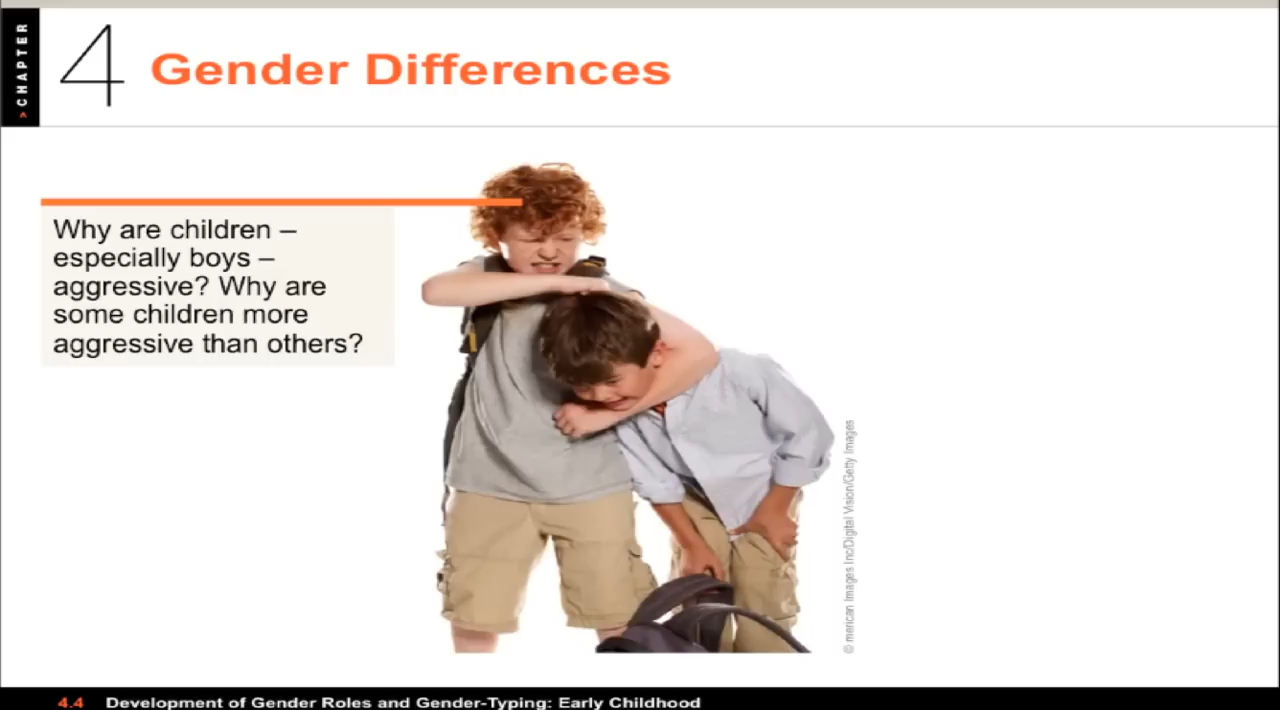 CHAPTER
4 Gender Differences
Why are children –
especially boys –
aggressive? Why are
some children more
aggressive than others?
© merican Images Inc/Digital Vision/Getty Images
4.4 Development of Gender Roles and Gender-Typing: Early Childhood